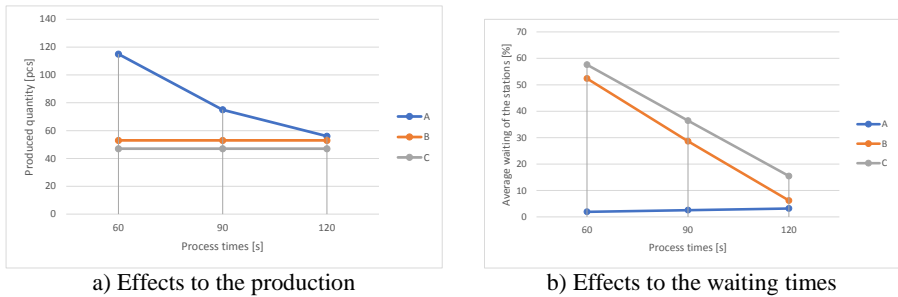 140
120
100
80
60
40
20
0
Produced quantity [pcs]
60 90 120
Process times [s]
A
B
C
a) Effects to the production
70
60
50
40
30
20
10
0
Average waiting of the stations [%]
60 90 120
Process times [s]
A
B
C
b) Effects to the waiting times